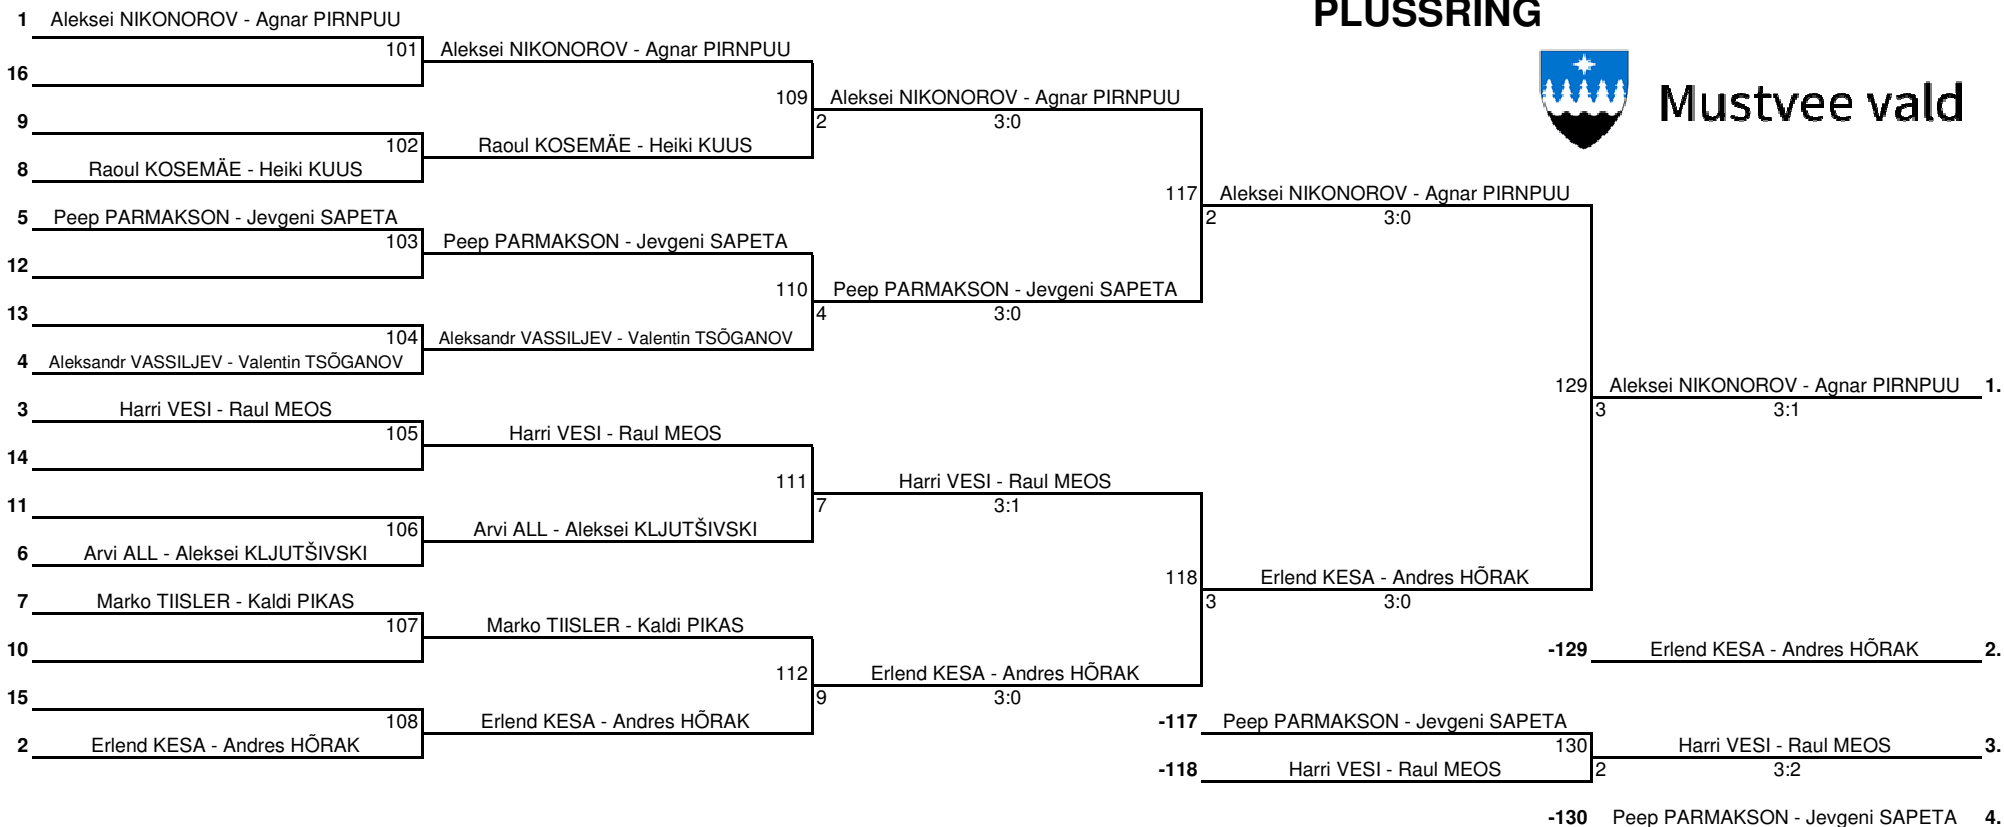 PLUSSRING
Mustvee vald
1 Aleksei NIKONOROV - Agnar PIRNPUU
101 Aleksei NIKONOROV - Agnar PIRNPUU
16
109 Aleksei NIKONOROV - Agnar PIRNPUU
2 3:0
9
102 Raoul KOSEMÄE - Heiki KUUS
8 Raoul KOSEMÄE - Heiki KUUS
117 Aleksei NIKONOROV - Agnar PIRNPUU
2 3:0
5 Peep PARMAKSON - Jevgeni SAPETA
103 Peep PARMAKSON - Jevgeni SAPETA
12
110 Peep PARMAKSON - Jevgeni SAPETA
4 3:0
13
104 Aleksandr VASSILJEV - Valentin TSÕGANOV
4 Aleksandr VASSILJEV - Valentin TSÕGANOV
129 Aleksei NIKONOROV - Agnar PIRNPUU 1.
3 3:1
3 Harri VESI - Raul MEOS
105 Harri VESI - Raul MEOS
14
111 Harri VESI - Raul MEOS
7 3:1
11
106 Arvi ALL - Aleksei KLJUTŠIVSKI
6 Arvi ALL - Aleksei KLJUTŠIVSKI
118 Erlend KESA - Andres HÕRAK
3 3:0
7 Marko TIISLER - Kaldi PIKAS
107 Marko TIISLER - Kaldi PIKAS
10
-129 Erlend KESA - Andres HÕRAK 2.
112 Erlend KESA - Andres HÕRAK
9 3:0
15
108 Erlend KESA - Andres HÕRAK
2 Erlend KESA - Andres HÕRAK
-117 Peep PARMAKSON - Jevgeni SAPETA
130 Harri VESI - Raul MEOS 3.
-118 Harri VESI - Raul MEOS
2 3:2
-130 Peep PARMAKSON - Jevgeni SAPETA 4.